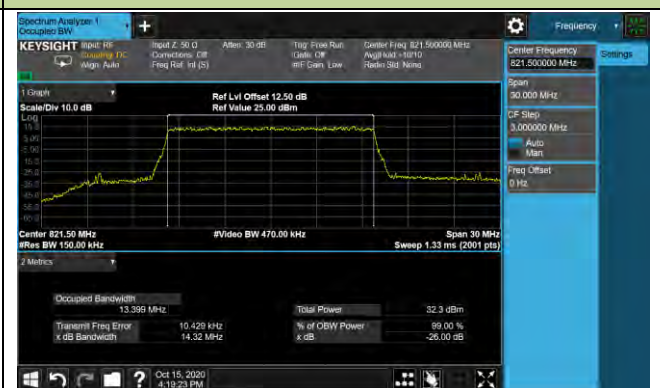 Spectrum Analyzer 1
Occupied BW
+
Frequency
KEYSIGHT Input: RF
Coupling: DC
Align: Auto
Input Z: 50 Ω
Corrections: Off
Freq Ref: Int (S)
Atten: 30 dB
Trig: Free Run
Gate: Off
#IF Gain: Low
Center Freq: 821.500000 MHz
Avg|Hold:>10/10
Radio Std: None
Center Frequency
821.500000 MHz
Settings
Span
30.000 MHz
CF Step
3.000000 MHz
Auto
Man
Freq Offset
0 Hz
1 Graph
Scale/Div 10.0 dB
Ref Lvl Offset 12.50 dB
Ref Value 25.00 dBm
Log
15.0
5.00
Center 821.50 MHz
#Res BW 150.00 kHz
#Video BW 470.00 kHz
Span 30 MHz
Sweep 1.33 ms (2001 pts)
2 Metrics
Occupied Bandwidth
13.399 MHz
Total Power
32.3 dBm
Transmit Freq Error
10.429 kHz
% of OBW Power
99.00 %
x dB Bandwidth
14.32 MHz
x dB
-26.00 dB
?
Oct 15, 2020
4:19:23 PM